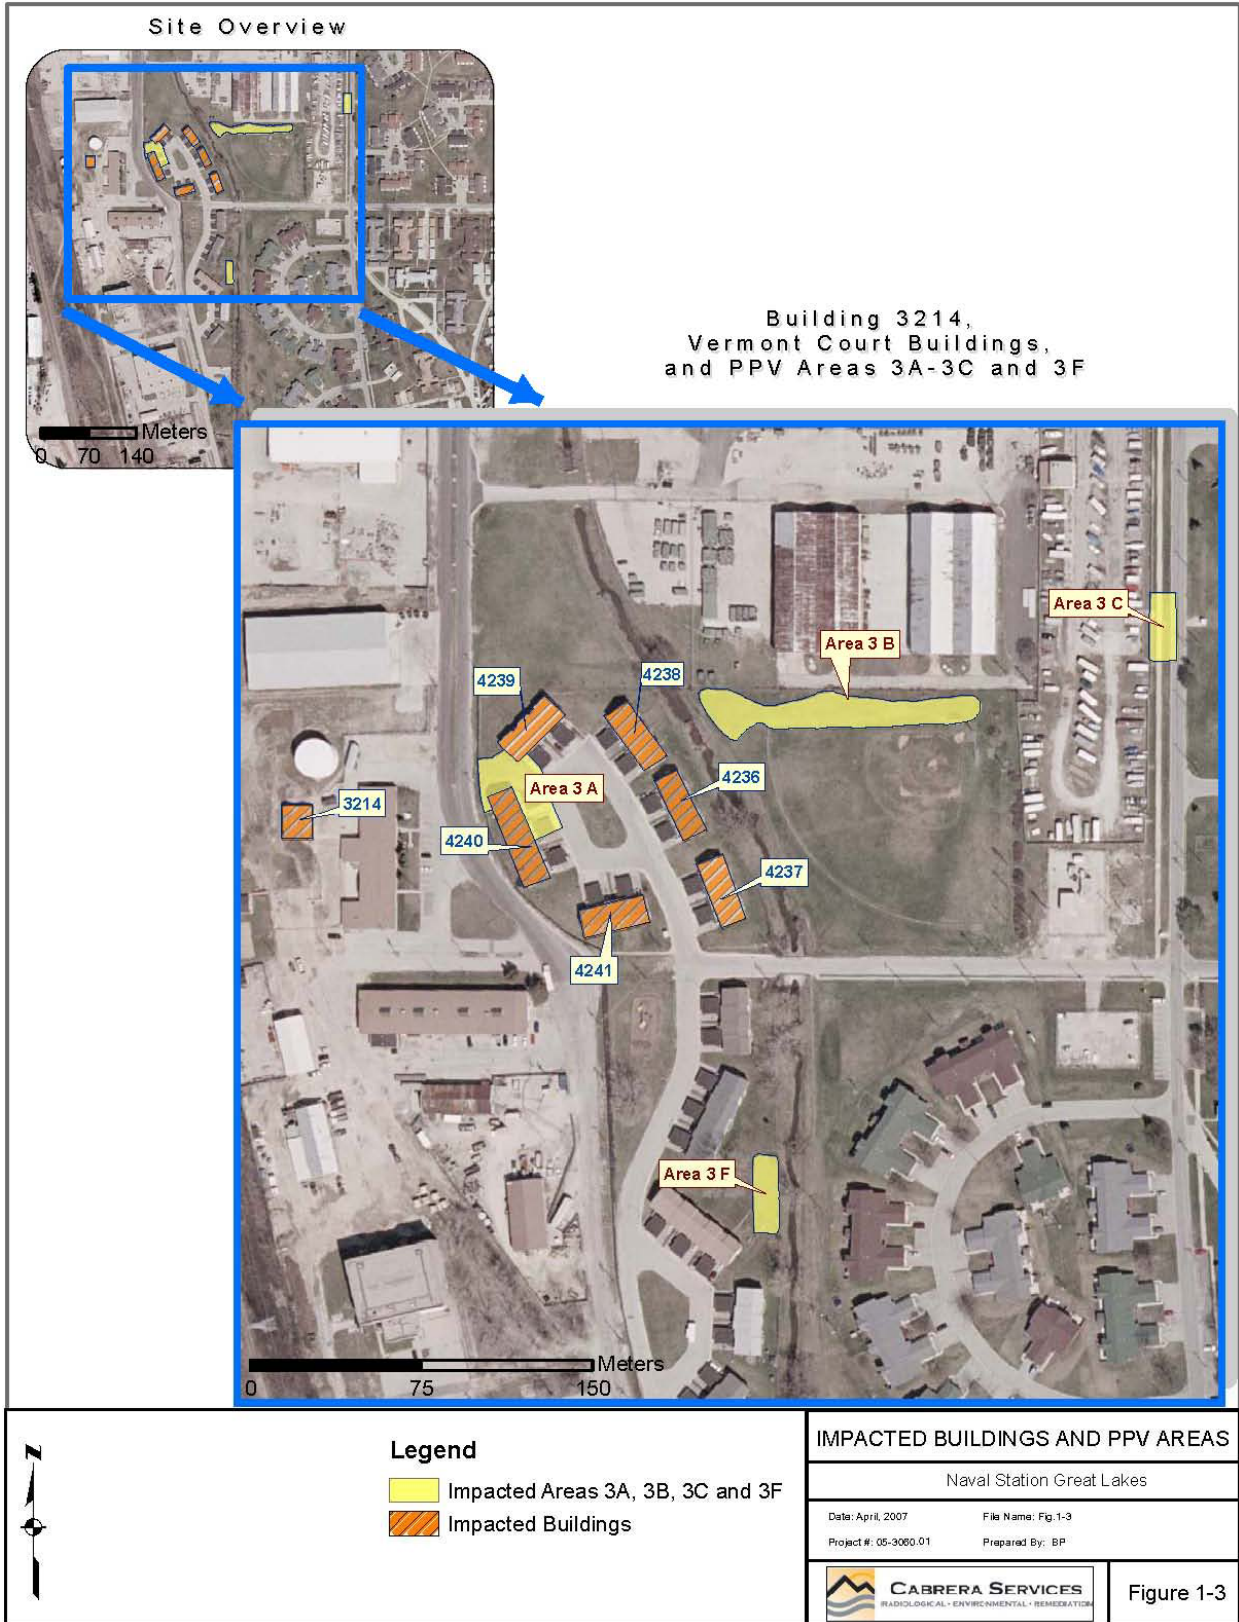 Site Overview
Meters
0 70 140
Building 3214,
Vermont Court Buildings,
and PPV Areas 3A-3C and 3F
Area 3 C
Area 3 B
4239
4238
Area 3 A
4236
3214
4240
4237
4241
Area 3 F
Meters
0 75 150
N
Legend
Impacted Areas 3A, 3B, 3C and 3F
Impacted Buildings
IMPACTED BUILDINGS AND PPV AREAS
Naval Station Great Lakes
Date: April, 2007 File Name: Fig.1-3
Project #: 05-3060.01 Prepared By: BP
CABRERA SERVICES
RADIOLOGICAL · ENVIRONMENTAL · REMEDIATION
Figure 1-3